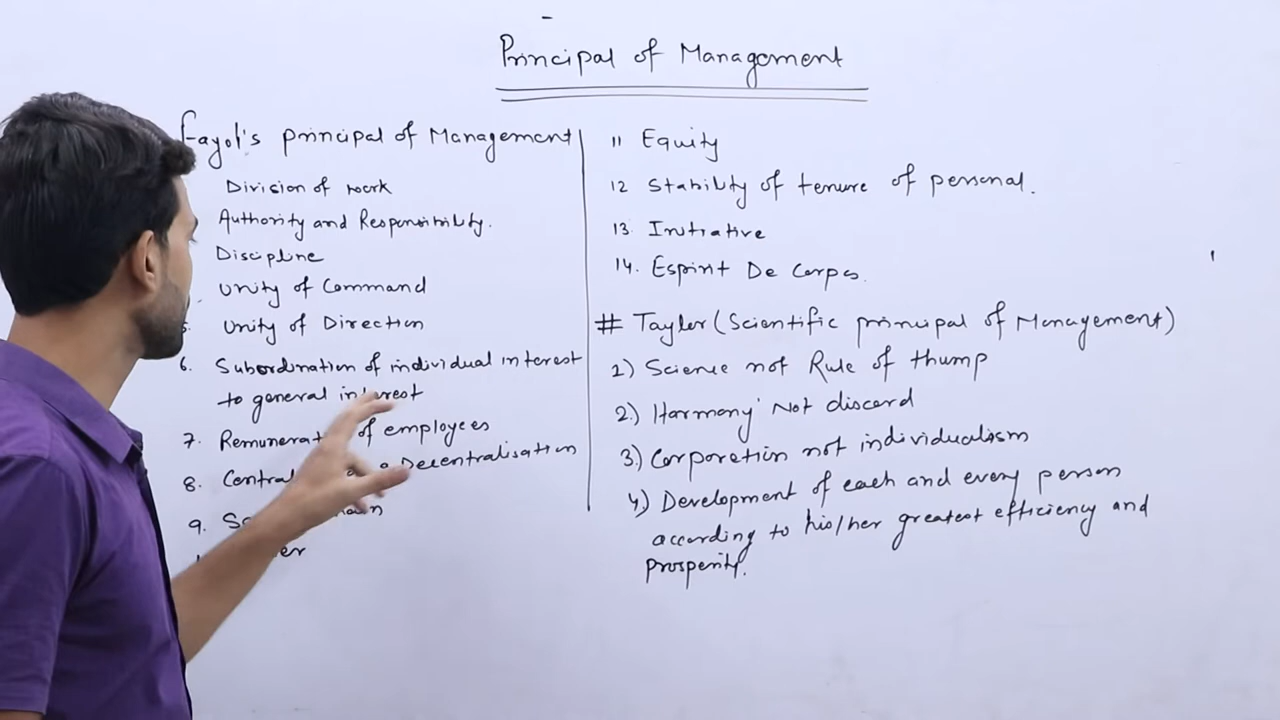 Principal of Management
Fayol's principal of Management
Division of work
Authority and Responsibility.
Discipline
Unity of Command
Unity of Direction
6. Subordination of individual interest
to general interest
7. of employees
8. Decentralisation
9.
11 Equity
12 Stability of tenure of personal.
13. Initiative
14. Esprit De Corps.
# Tayler (Scientific principal of Management)
1) Science not Rule of thump
2) Harmony Not discord
3) Corporation not individualism
4) Development of each and every person
according to his/her greatest efficiency and
prosperity.